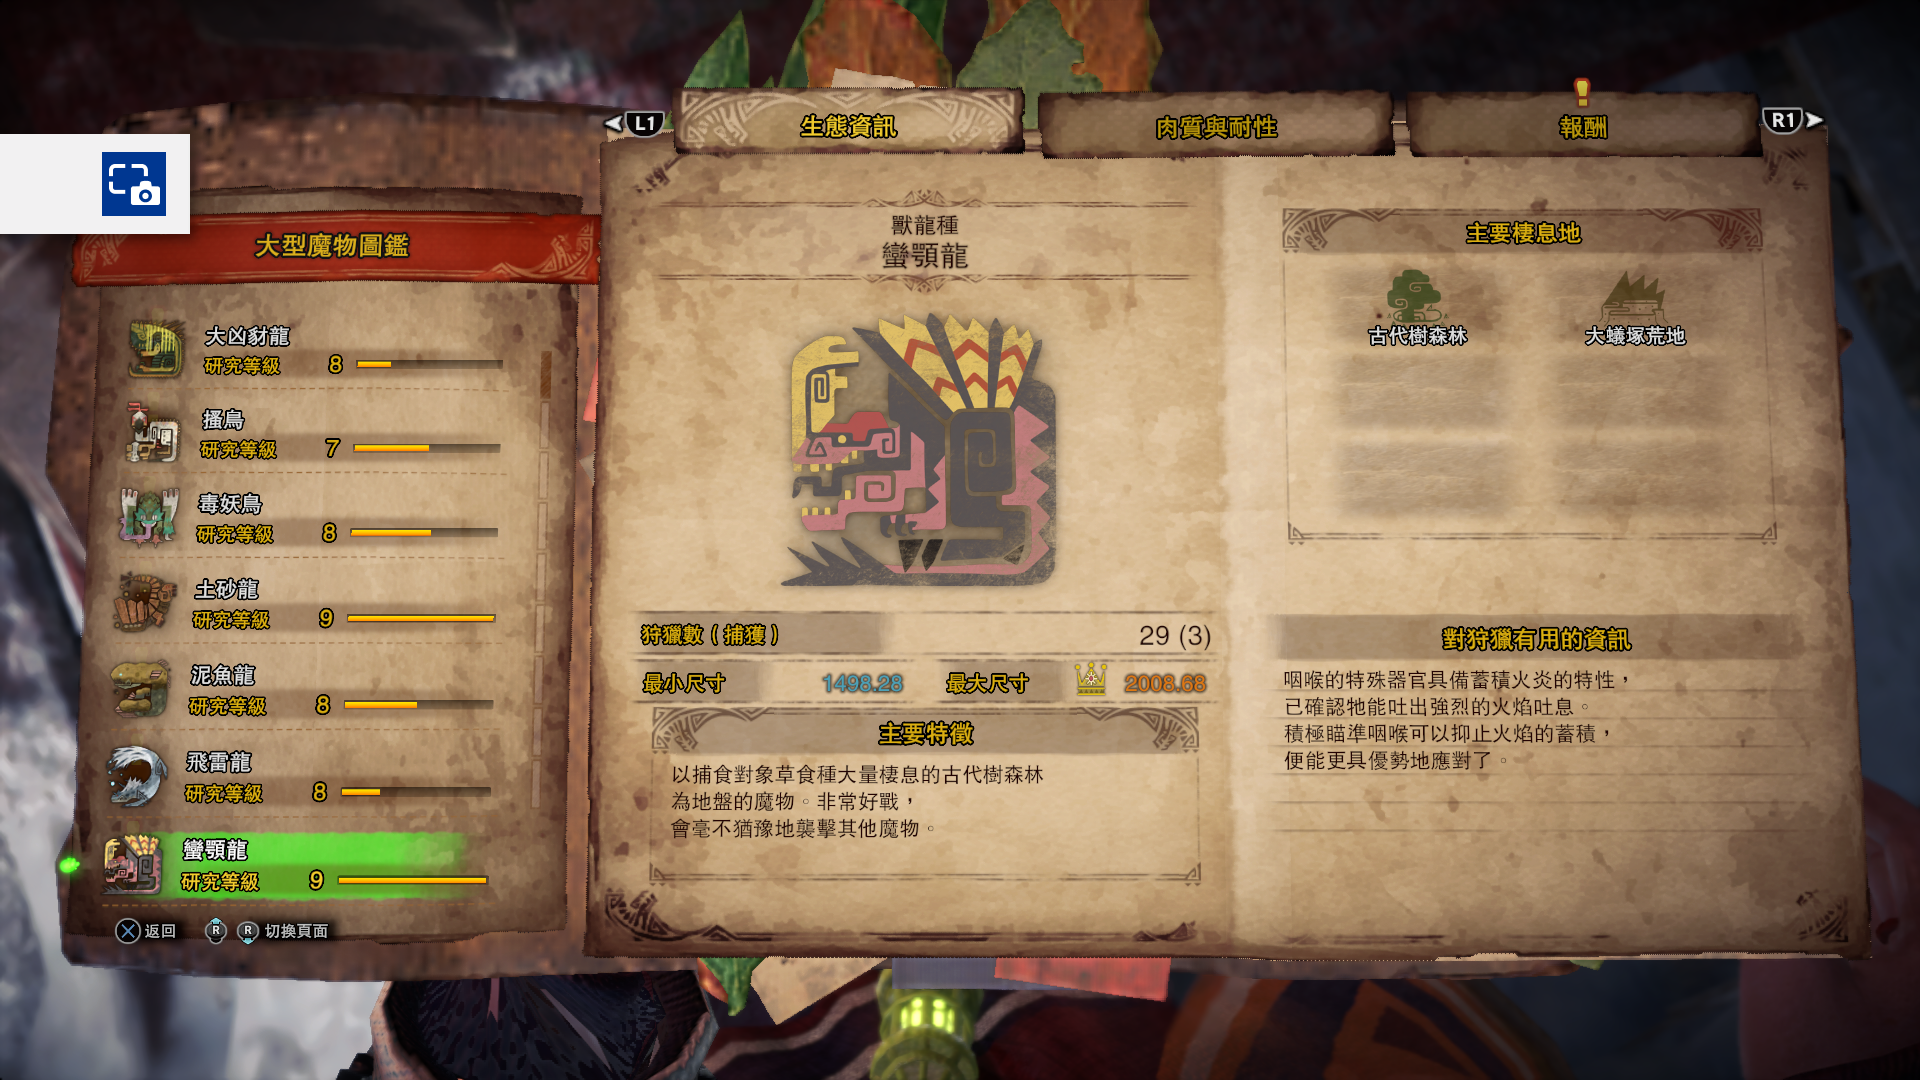 L1
生態資訊
肉質與耐性
報酬
R1
大型魔物圖鑑
大凶豺龍
研究等級 8
搔鳥
研究等級 7
毒妖鳥
研究等級 8
土砂龍
研究等級 9
泥魚龍
研究等級 8
飛雷龍
研究等級 8
蠻顎龍
研究等級 9
返回
R R 切換頁面
獸龍種
蠻顎龍
狩獵數(捕獲) 29 (3)
最小尺寸 1498.28 最大尺寸 2008.68
主要特徵
以捕食對象草食種大量棲息的古代樹森林
為地盤的魔物。非常好戰,
會毫不猶豫地襲擊其他魔物。
主要棲息地
古代樹森林 大蟻塚荒地
對狩獵有用的資訊
咽喉的特殊器官具備蓄積火炎的特性,
已確認牠能吐出強烈的火焰吐息。
積極瞄準咽喉可以抑止火焰的蓄積,
便能更具優勢地應對了。